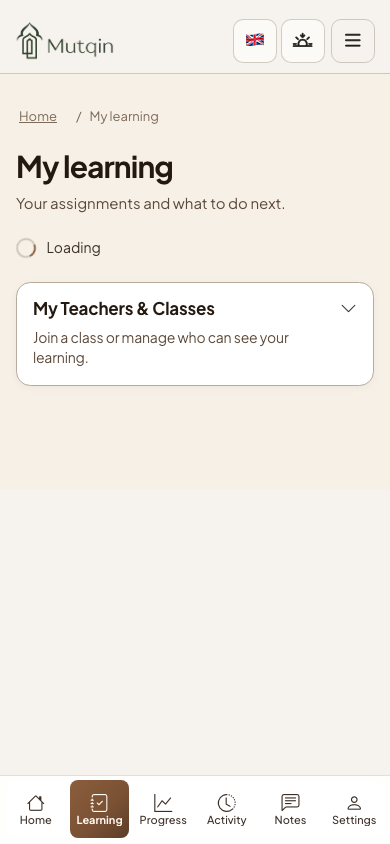 Mutqin
Home / My learning
My learning
Your assignments and what to do next.
Loading
My Teachers & Classes
Join a class or manage who can see your
learning.
Home Learning Progress Activity Notes Settings